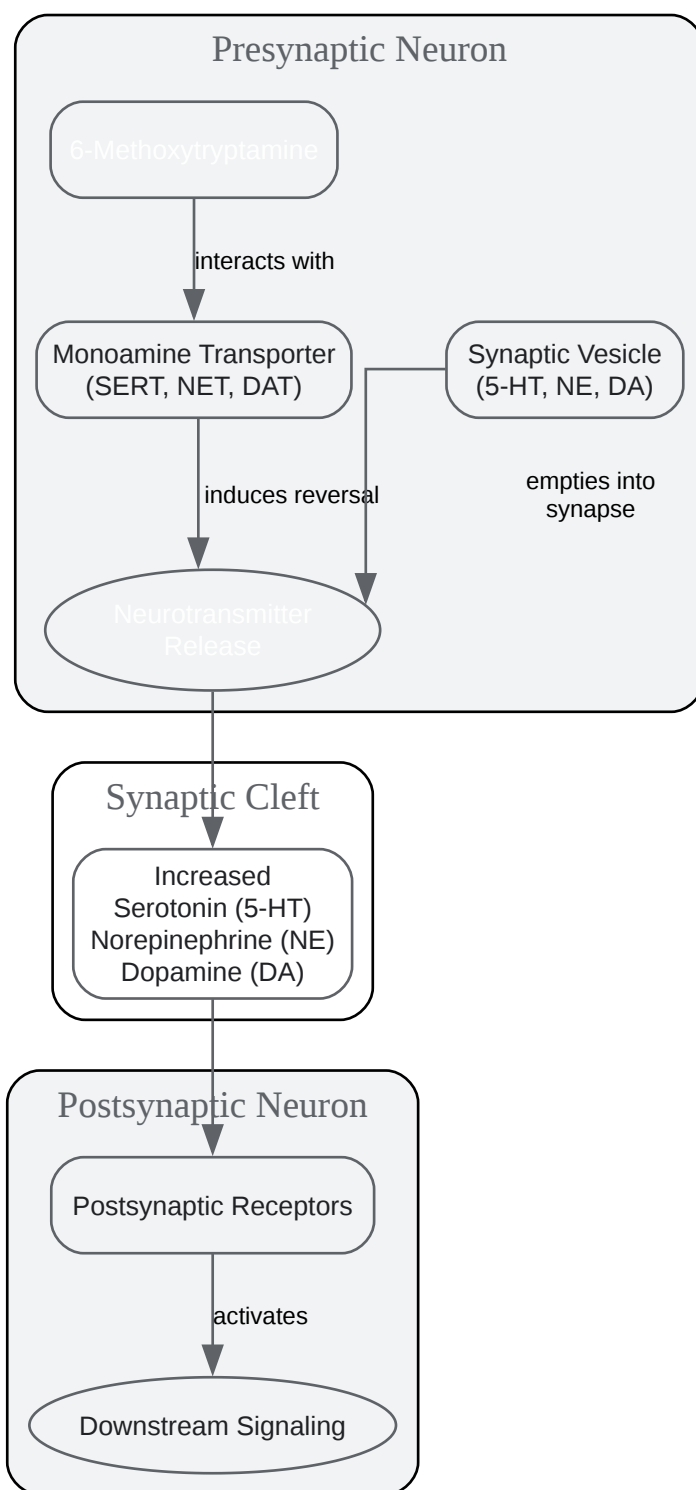 Presynaptic Neuron
6-Methoxytryptamine
interacts with
Monoamine Transporter
(SERT, NET, DAT)
Synaptic Vesicle
(5-HT, NE, DA)
induces reversal
empties into
synapse
Neurotransmitter
Release
Synaptic Cleft
Increased
Serotonin (5-HT)
Norepinephrine (NE)
Dopamine (DA)
Postsynaptic Neuron
Postsynaptic Receptors
activates
Downstream Signaling